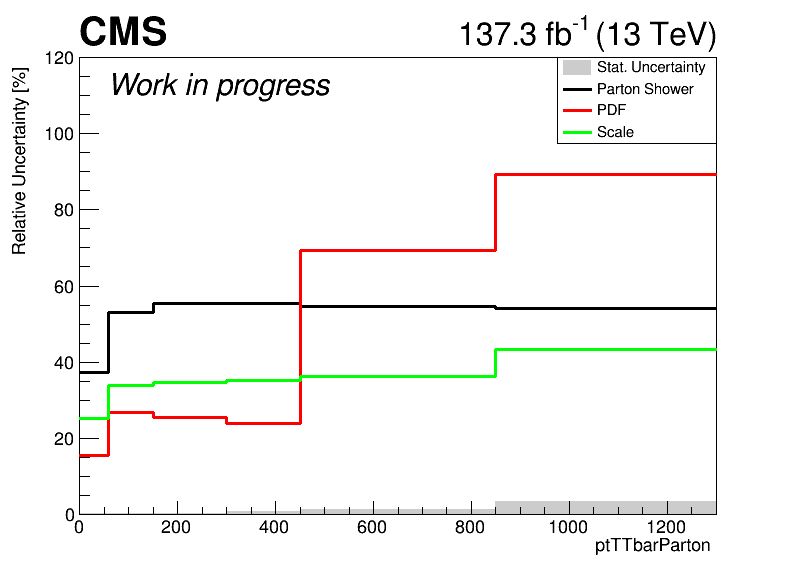 CMS 137.3 fb-1 (13 TeV)
Work in progress
Stat. Uncertainty
Parton Shower
PDF
Scale
Relative Uncertainty [%]
120
100
80
60
40
20
0
0 200 400 600 800 1000 1200
ptTTbarParton